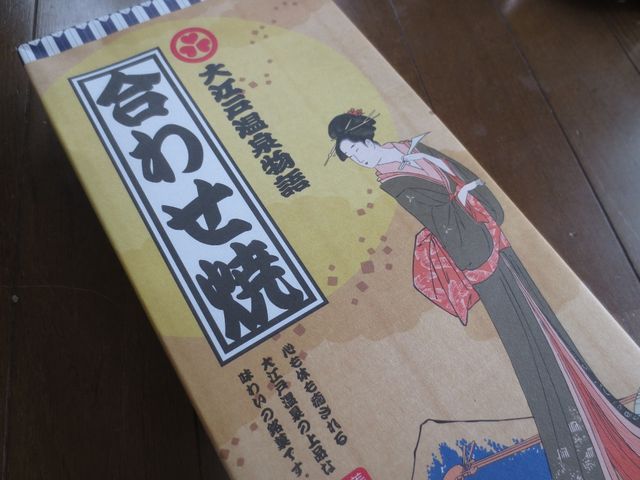 大江戸温泉物語
合わせ焼
心も体も癒される
大江戸温泉の上品な
味わいの銘菓です。